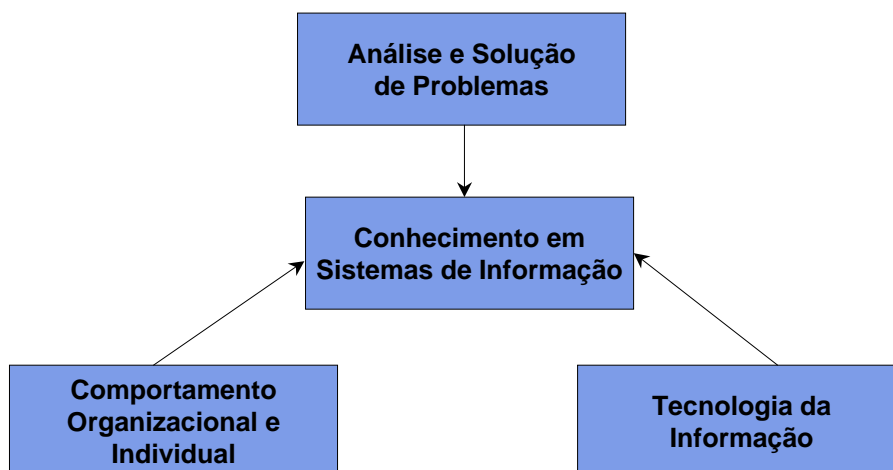 Análise e Solução
de Problemas
Conhecimento em
Sistemas de Informação
Comportamento
Organizacional e
Individual
Tecnologia da
Informação